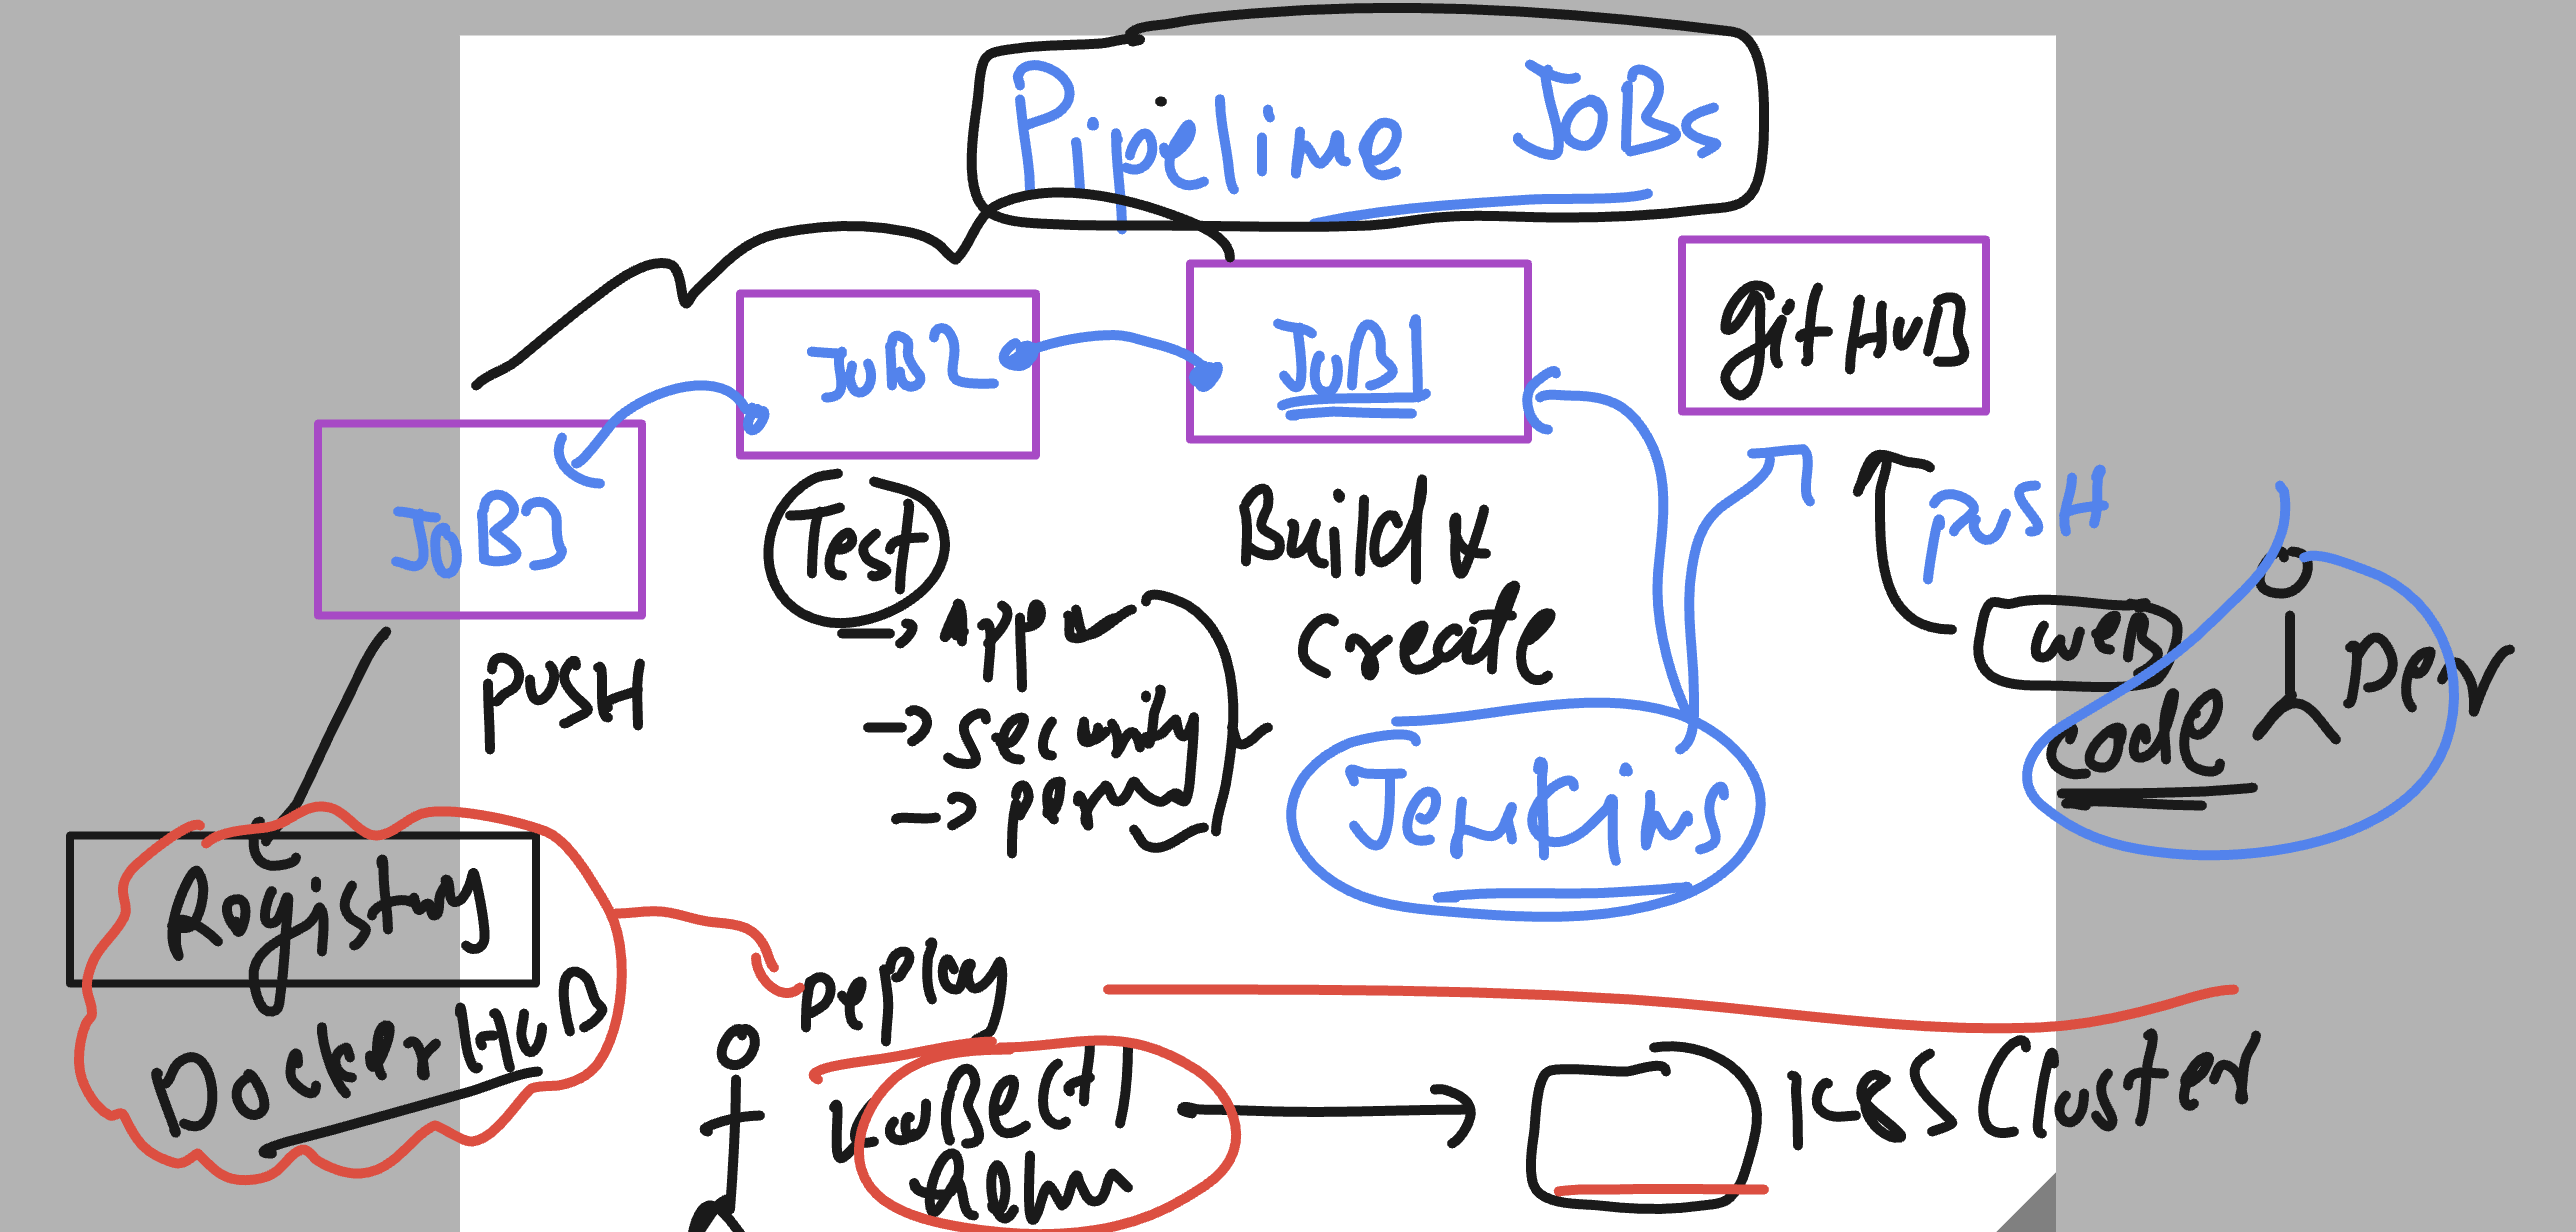 Pipeline JOBs
gitHuB
JoB1
JoB2
JoB3
pusH
Test
Build &
create
→ App
→ security
→ perm
pusH
weB
code
Dev
Jenkins
Registry
DockerHuB
Deploy
kuBectl
Helm
K8S Cluster